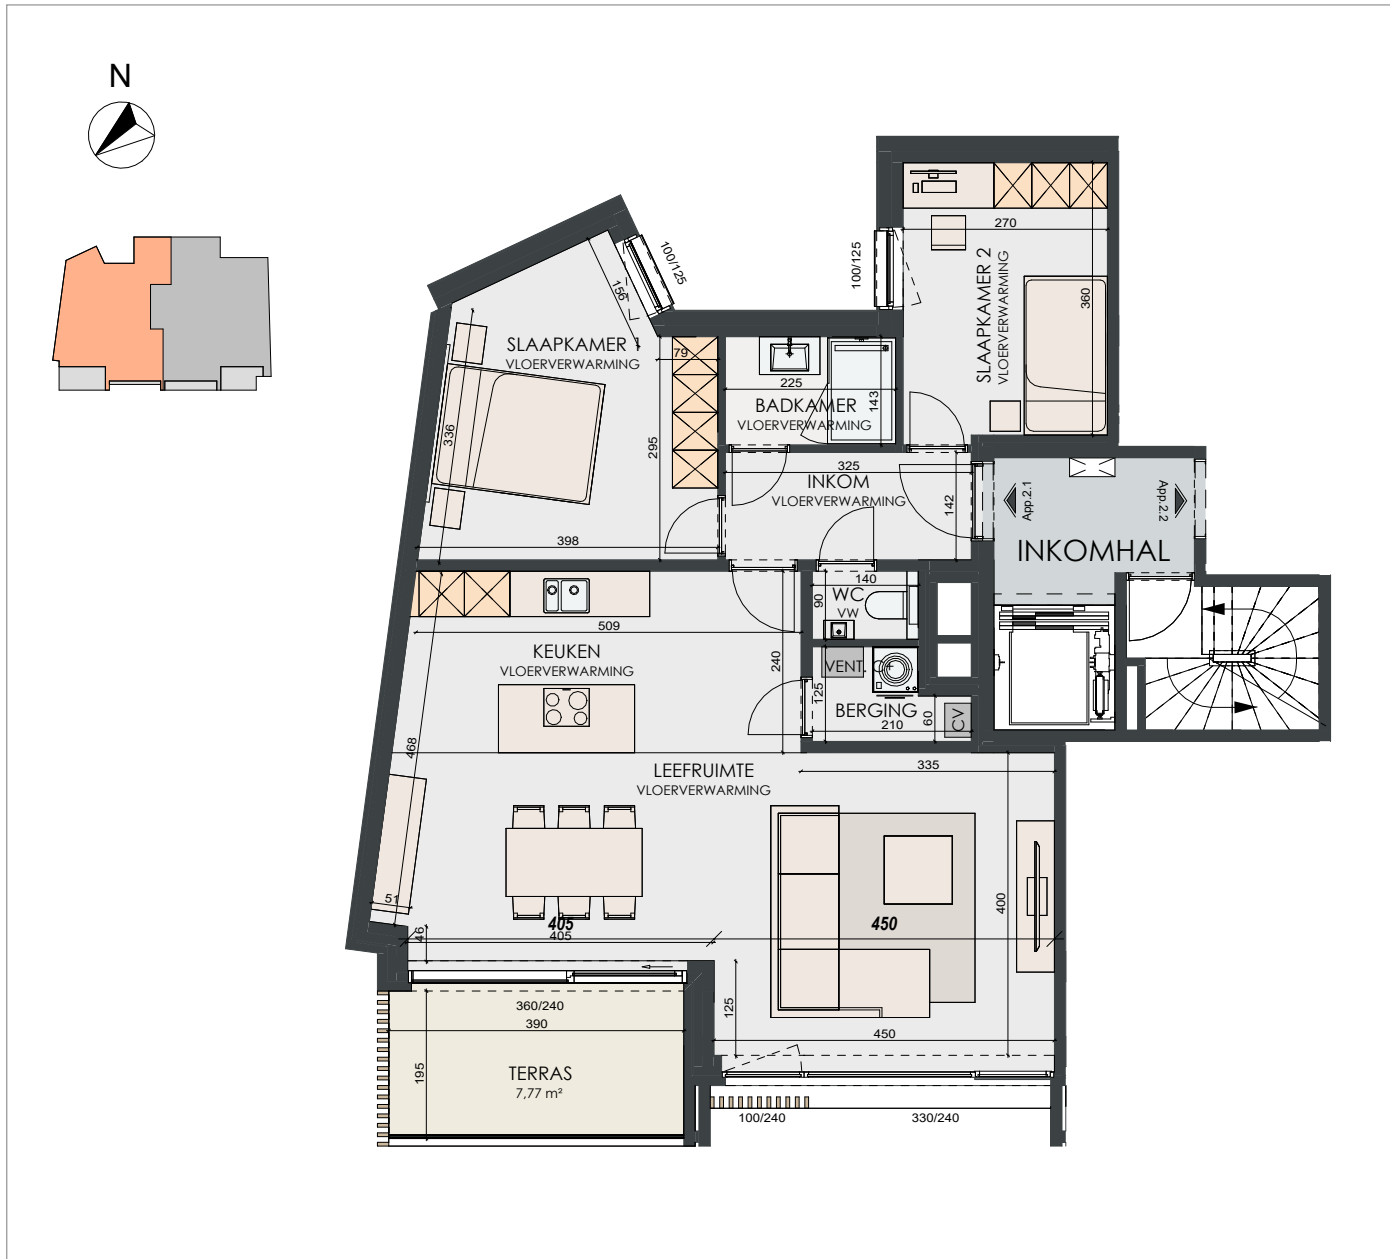 N
100/125
156
SLAAPKAMER 1
VLOERVERWARMING
79
336
295
398
100/125
270
SLAAPKAMER 2
VLOERVERWARMING
360
225
BADKAMER
VLOERVERWARMING
143
325
INKOM
VLOERVERWARMING
142
App.2.1
App.2.2
INKOMHAL
140
WC
VW
90
509
KEUKEN
VLOERVERWARMING
240
VENT.
125
BERGING
210
60
CV
468
LEEFRUIMTE
VLOERVERWARMING
335
400
51
46
405
405
450
125
450
360/240
390
195
TERRAS
7,77 m²
100/240
330/240